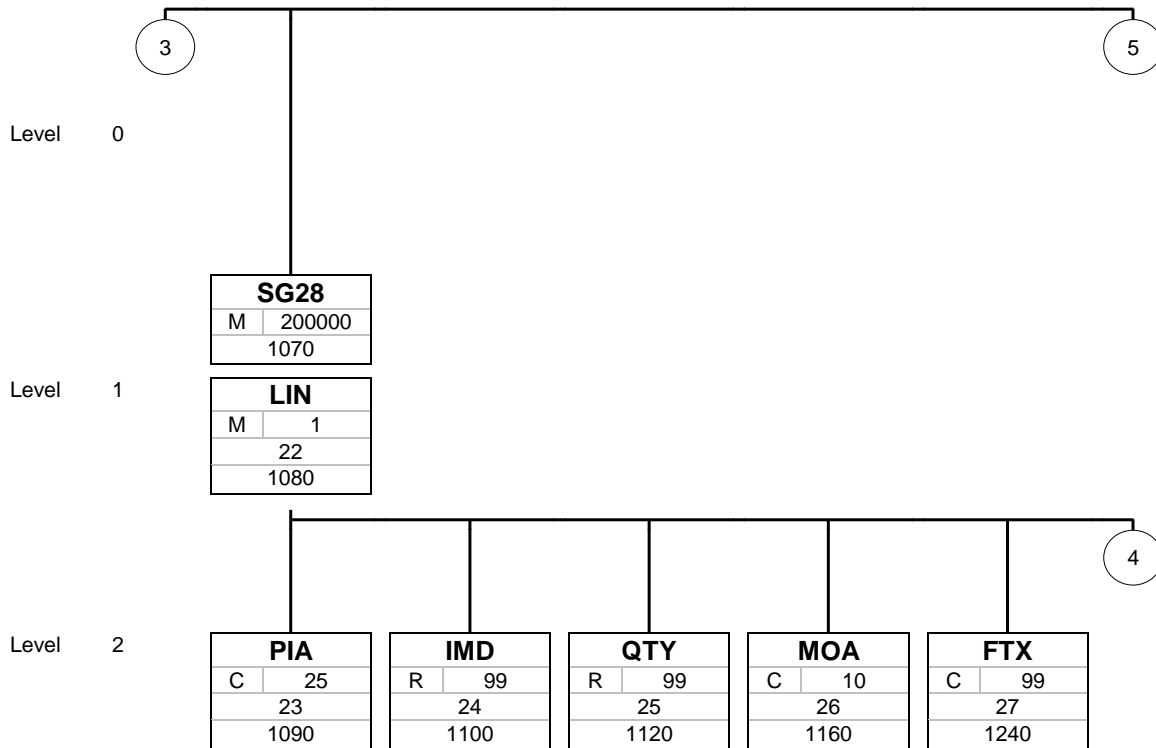 3
5
Level 0
SG28
M 200000
1070
Level 1
LIN
M 1
22
1080
4
Level 2
PIA IMD QTY MOA FTX
C 25 R 99 R 99 C 10 C 99
23 24 25 26 27
1090 1100 1120 1160 1240